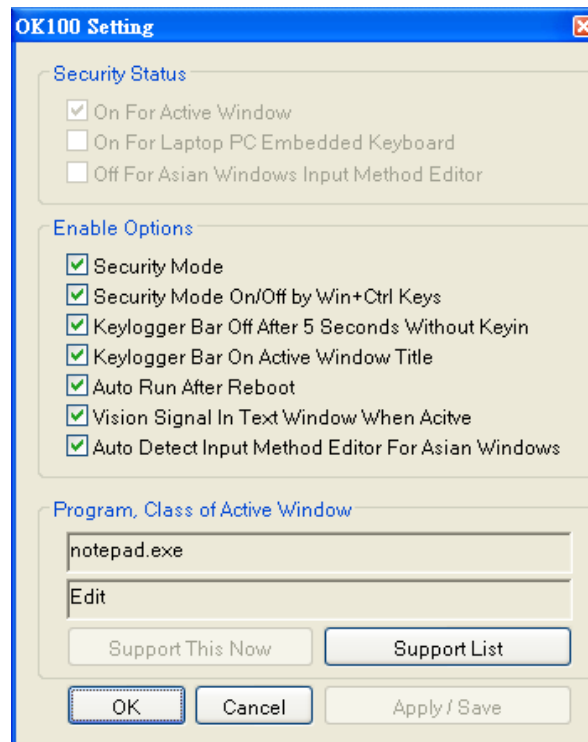 OK100 Setting
Security Status
On For Active Window
On For Laptop PC Embedded Keyboard
Off For Asian Windows Input Method Editor
Enable Options
Security Mode
Security Mode On/Off by Win+Ctrl Keys
Keylogger Bar Off After 5 Seconds Without Keyin
Keylogger Bar On Active Window Title
Auto Run After Reboot
Vision Signal In Text Window When Acitve
Auto Detect Input Method Editor For Asian Windows
Program, Class of Active Window
notepad.exe
Edit
Support This Now Support List
OK Cancel Apply / Save